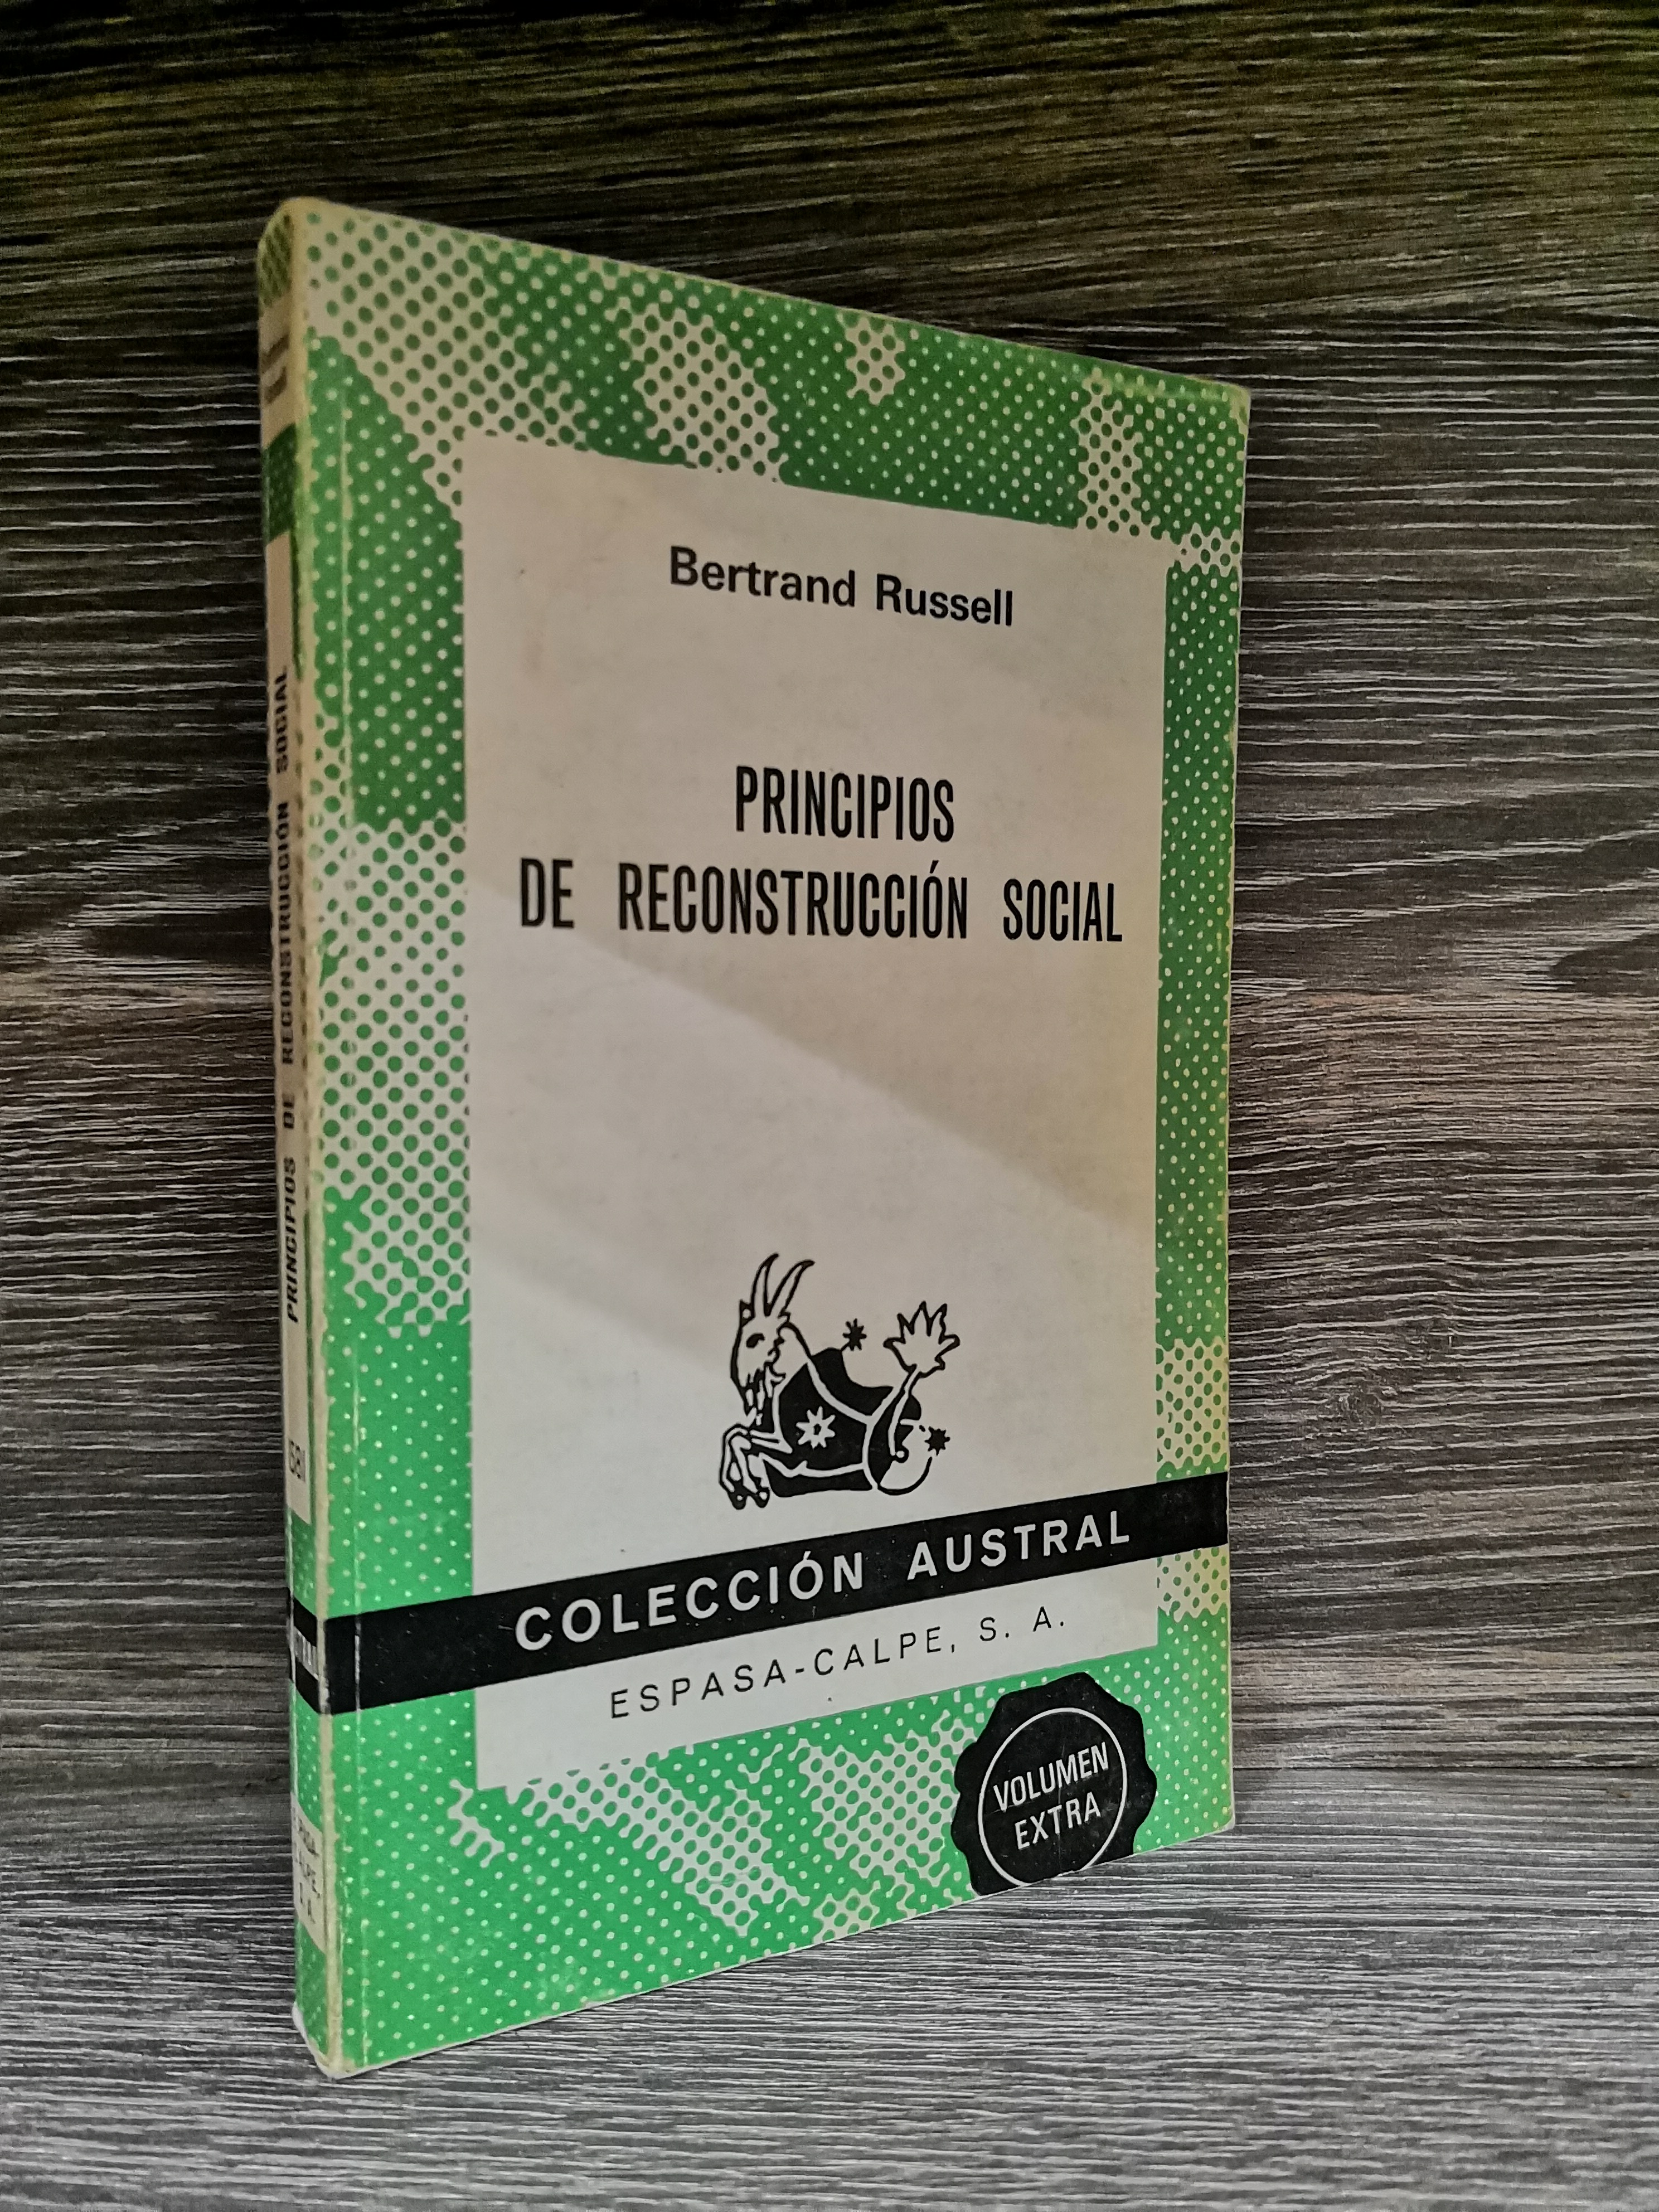 Bertrand Russell
PRINCIPIOS
DE RECONSTRUCCIÓN SOCIAL
COLECCIÓN AUSTRAL
ESPASA-CALPE, S. A.
VOLUMEN
EXTRA
PRINCIPIOS DE RECONSTRUCCIÓN SOCIAL